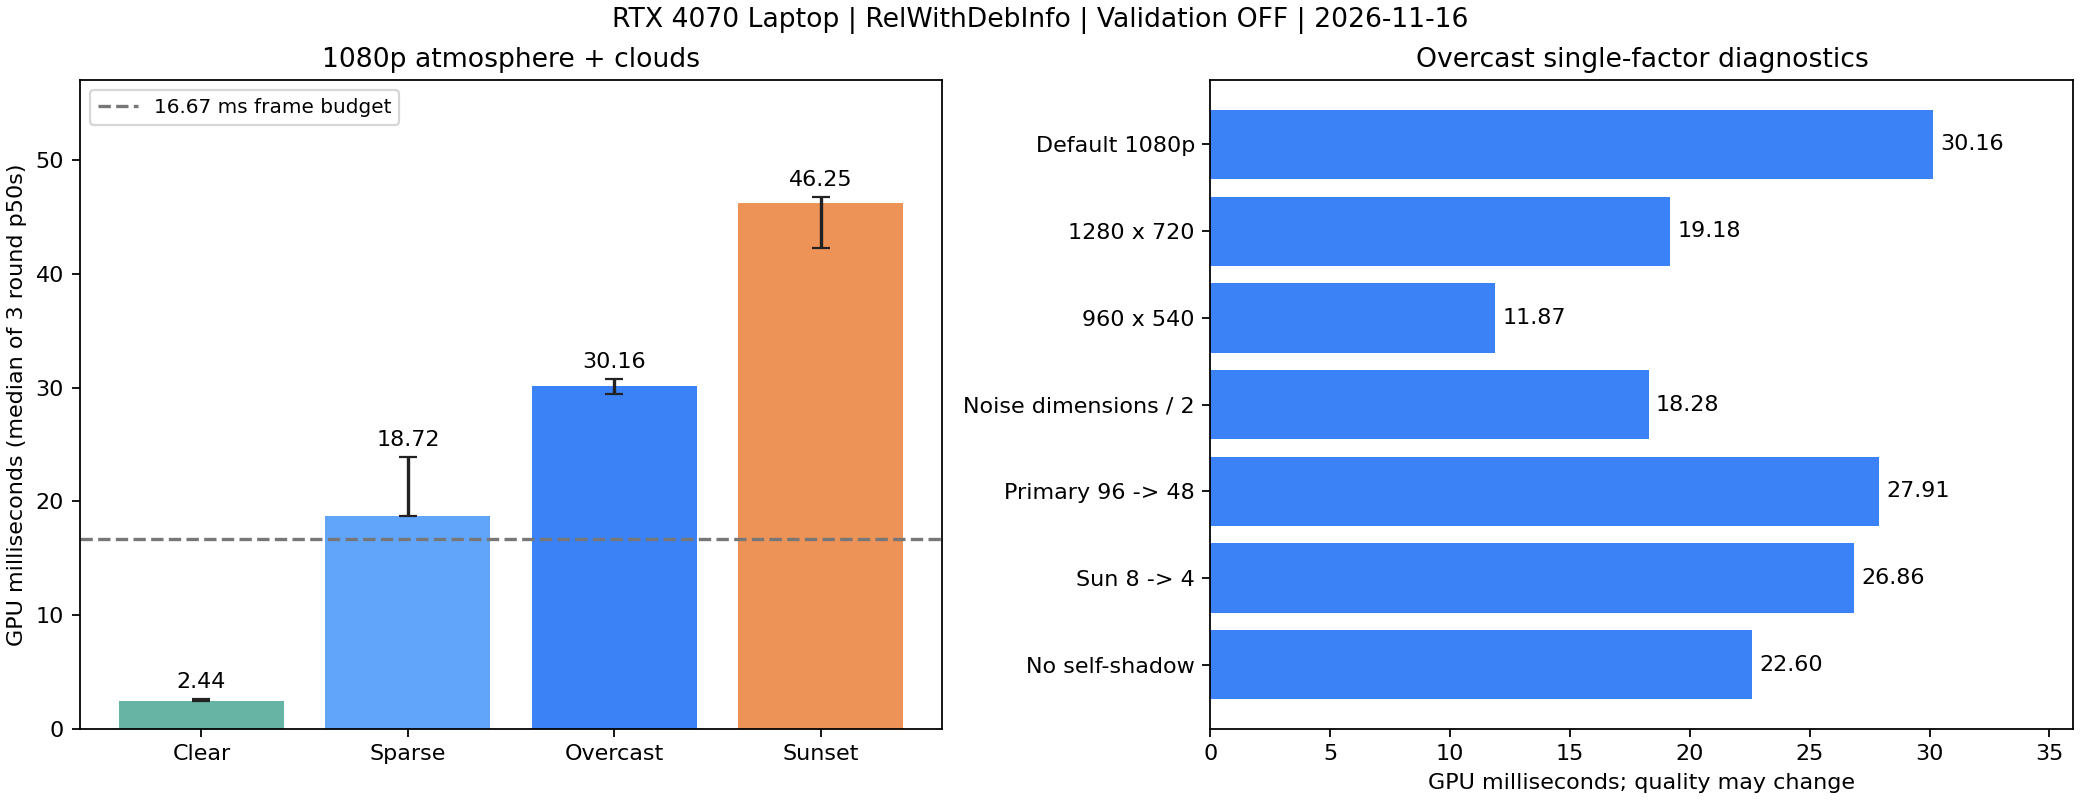 RTX 4070 Laptop | RelWithDebInfo | Validation OFF | 2026-11-16
1080p atmosphere + clouds
16.67 ms frame budget
GPU milliseconds (median of 3 round p50s)
50
40
30
20
10
0
2.44
18.72
30.16
46.25
Clear
Sparse
Overcast
Sunset
Overcast single-factor diagnostics
Default 1080p
30.16
1280 x 720
19.18
960 x 540
11.87
Noise dimensions / 2
18.28
Primary 96 -> 48
27.91
Sun 8 -> 4
26.86
No self-shadow
22.60
0
5
10
15
20
25
30
35
GPU milliseconds; quality may change